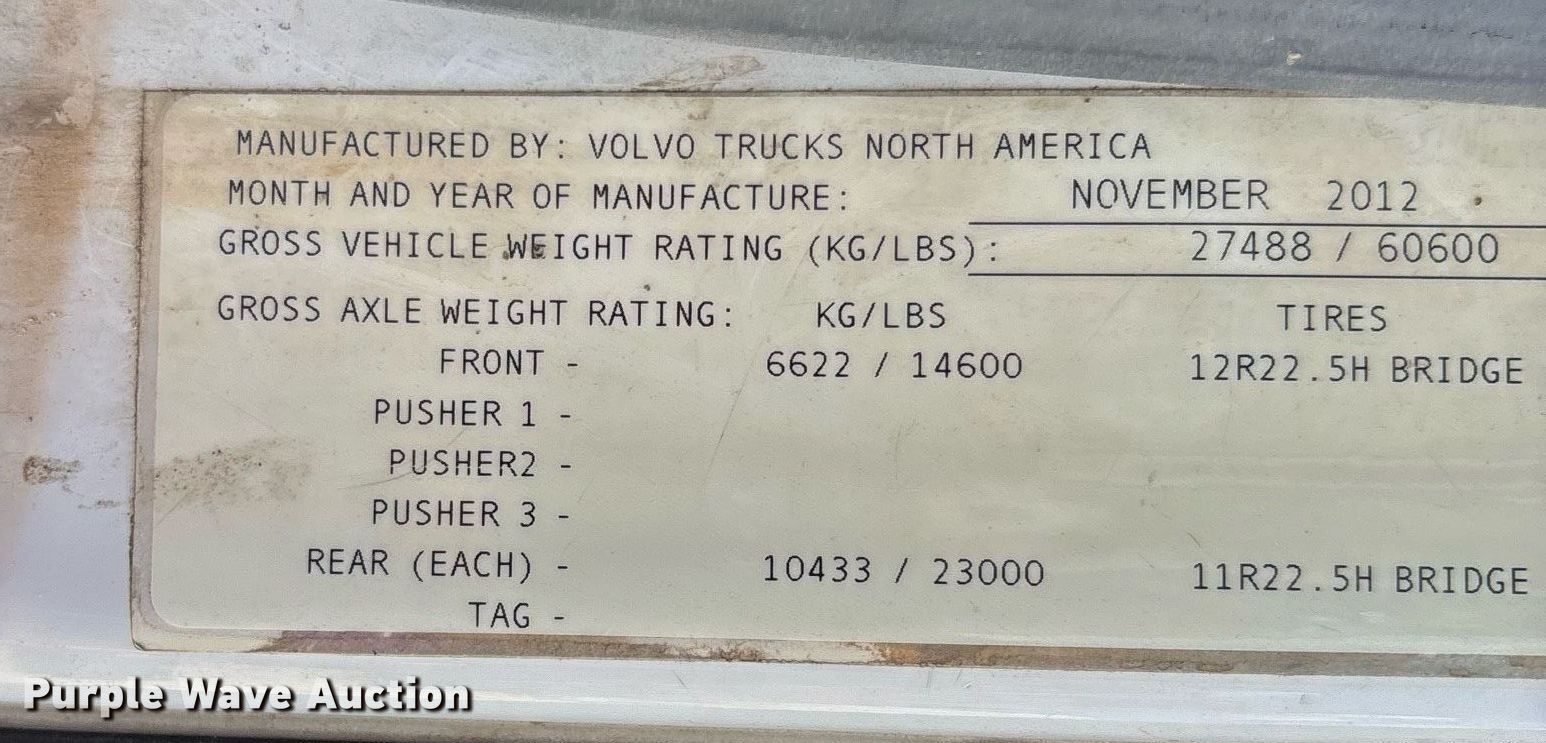 MANUFACTURED BY: VOLVO TRUCKS NORTH AMERICA
MONTH AND YEAR OF MANUFACTURE: NOVEMBER 2012
GROSS VEHICLE WEIGHT RATING (KG/LBS): 27488 / 60600
GROSS AXLE WEIGHT RATING: KG/LBS TIRES
FRONT - 6622 / 14600 12R22.5H BRIDGE
PUSHER 1 -
PUSHER2 -
PUSHER 3 -
REAR (EACH) - 10433 / 23000 11R22.5H BRIDGE
TAG -
Purple Wave Auction